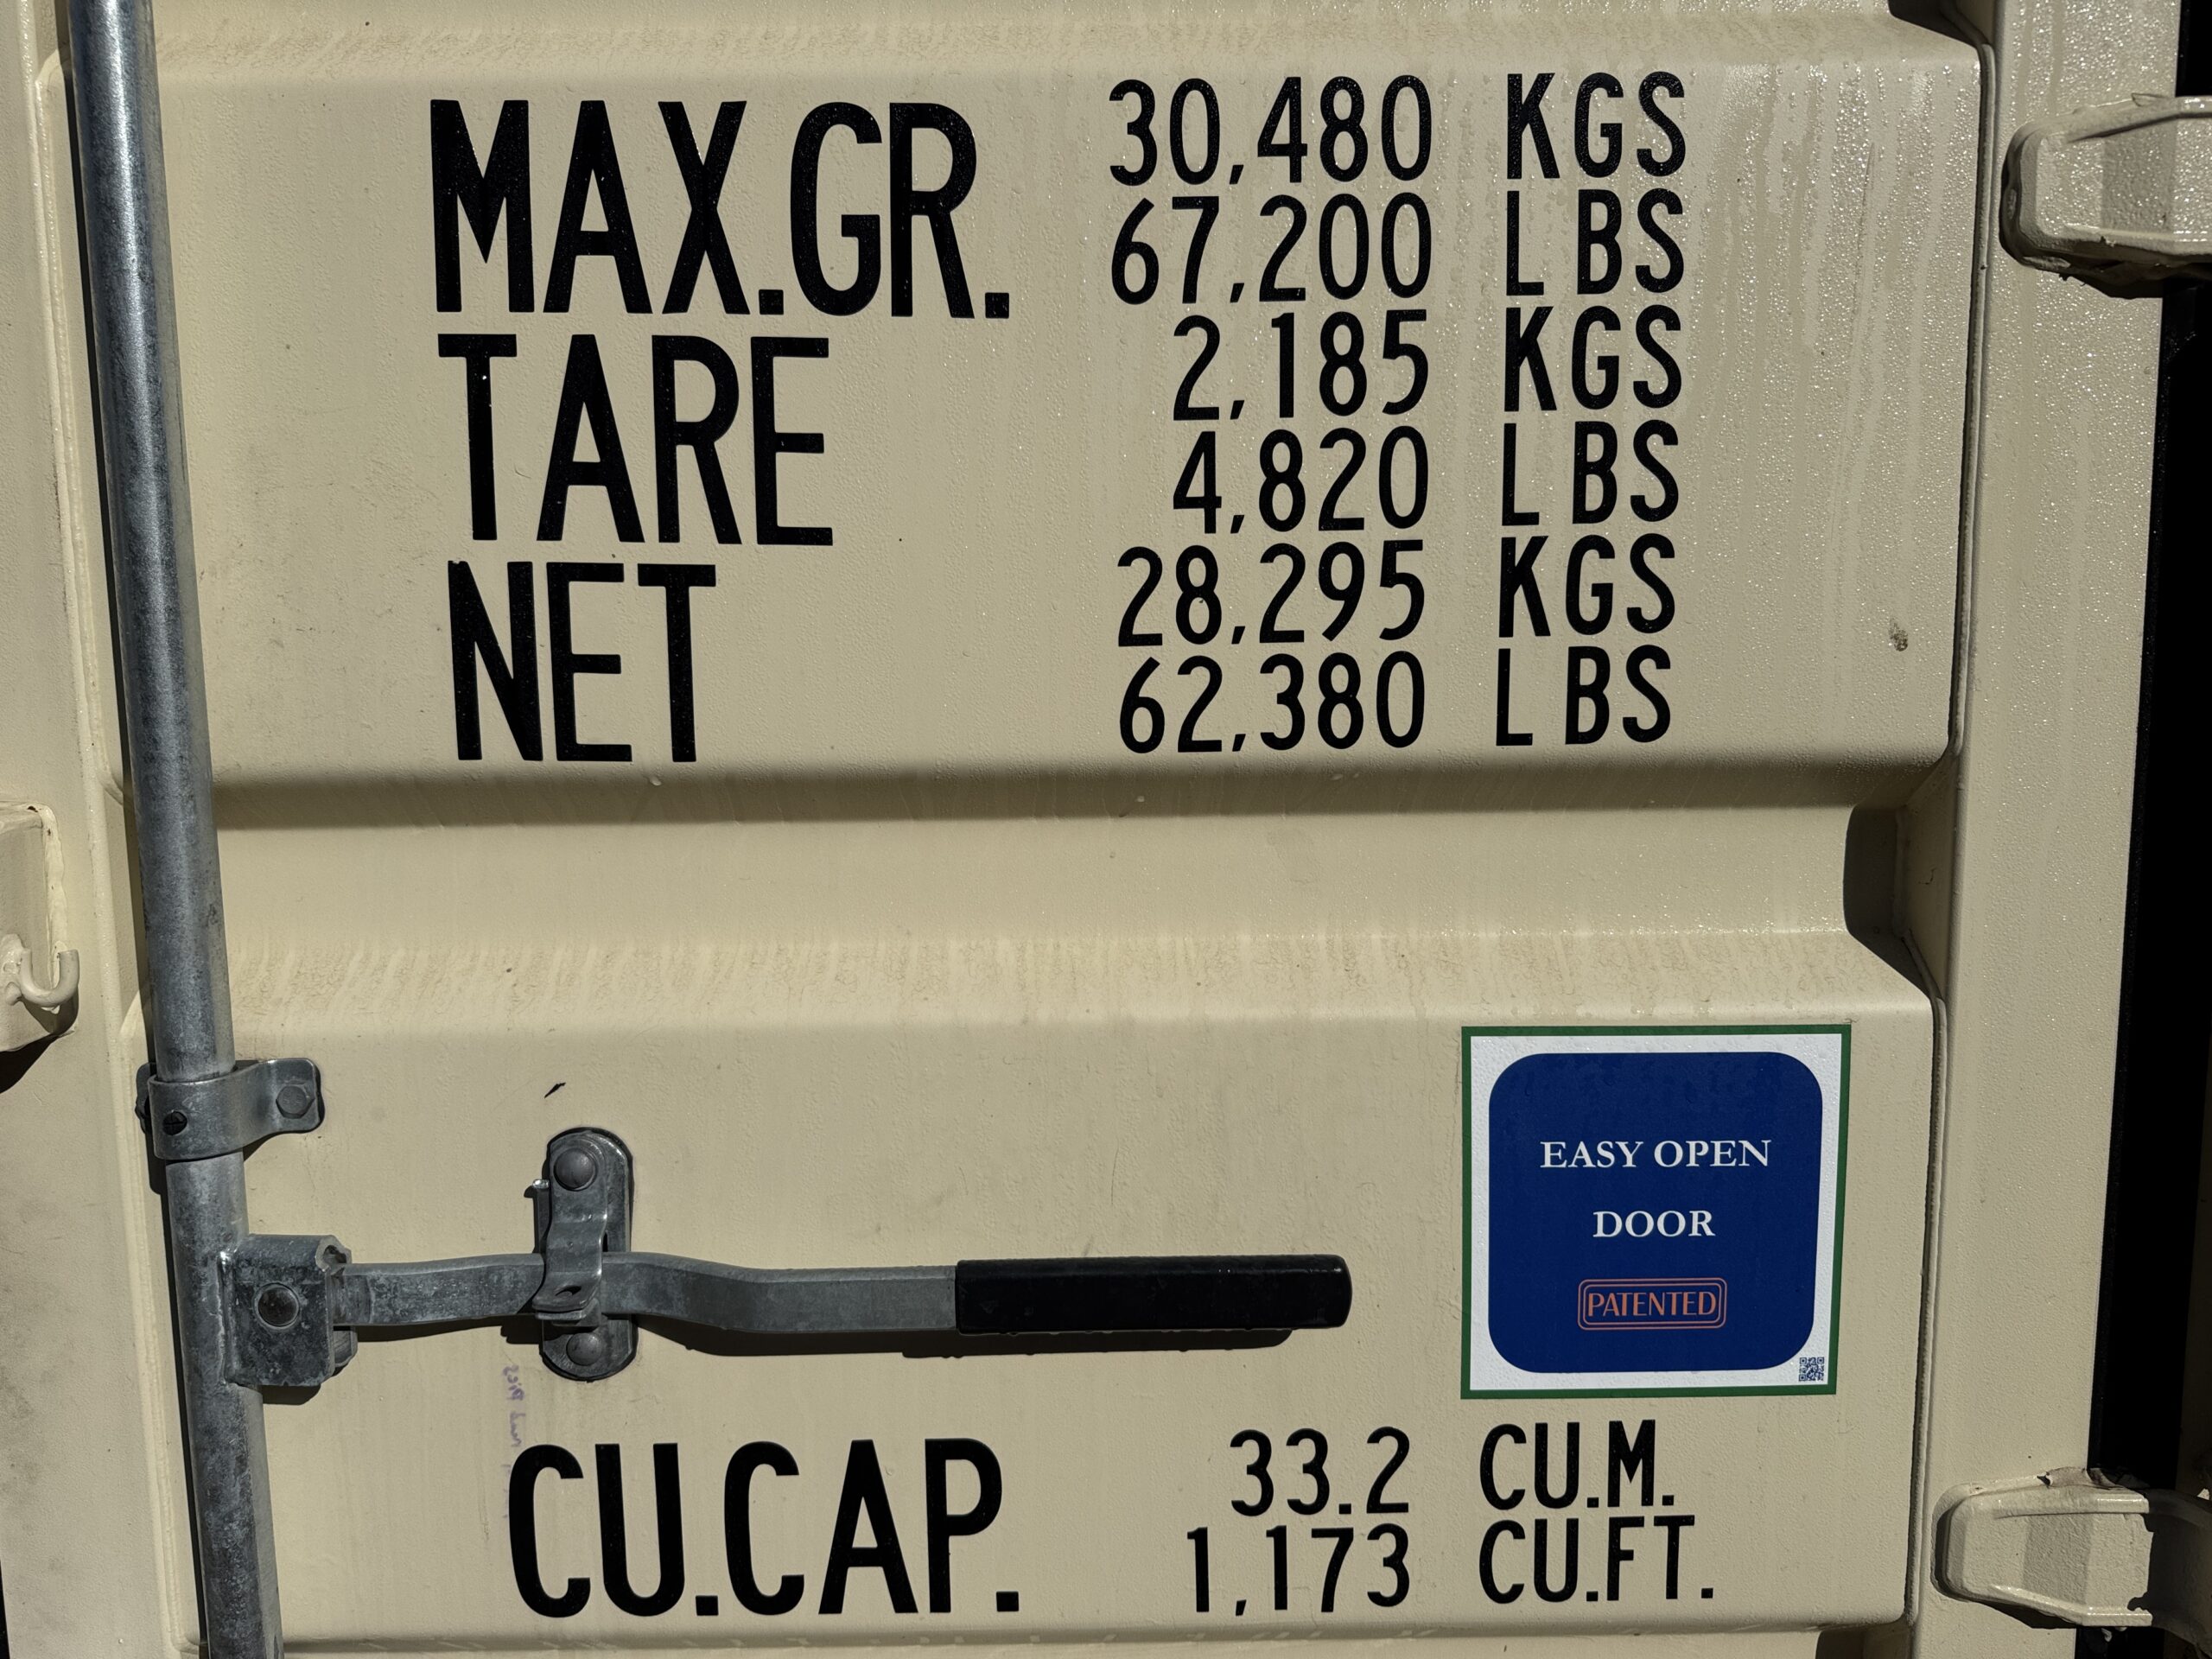 MAX.GR. 30,480 KGS
67,200 LBS
TARE 2,185 KGS
4,820 LBS
NET 28,295 KGS
62,380 LBS
EASY OPEN
DOOR
PATENTED
CU.CAP. 33.2 CU.M.
1,173 CU.FT.